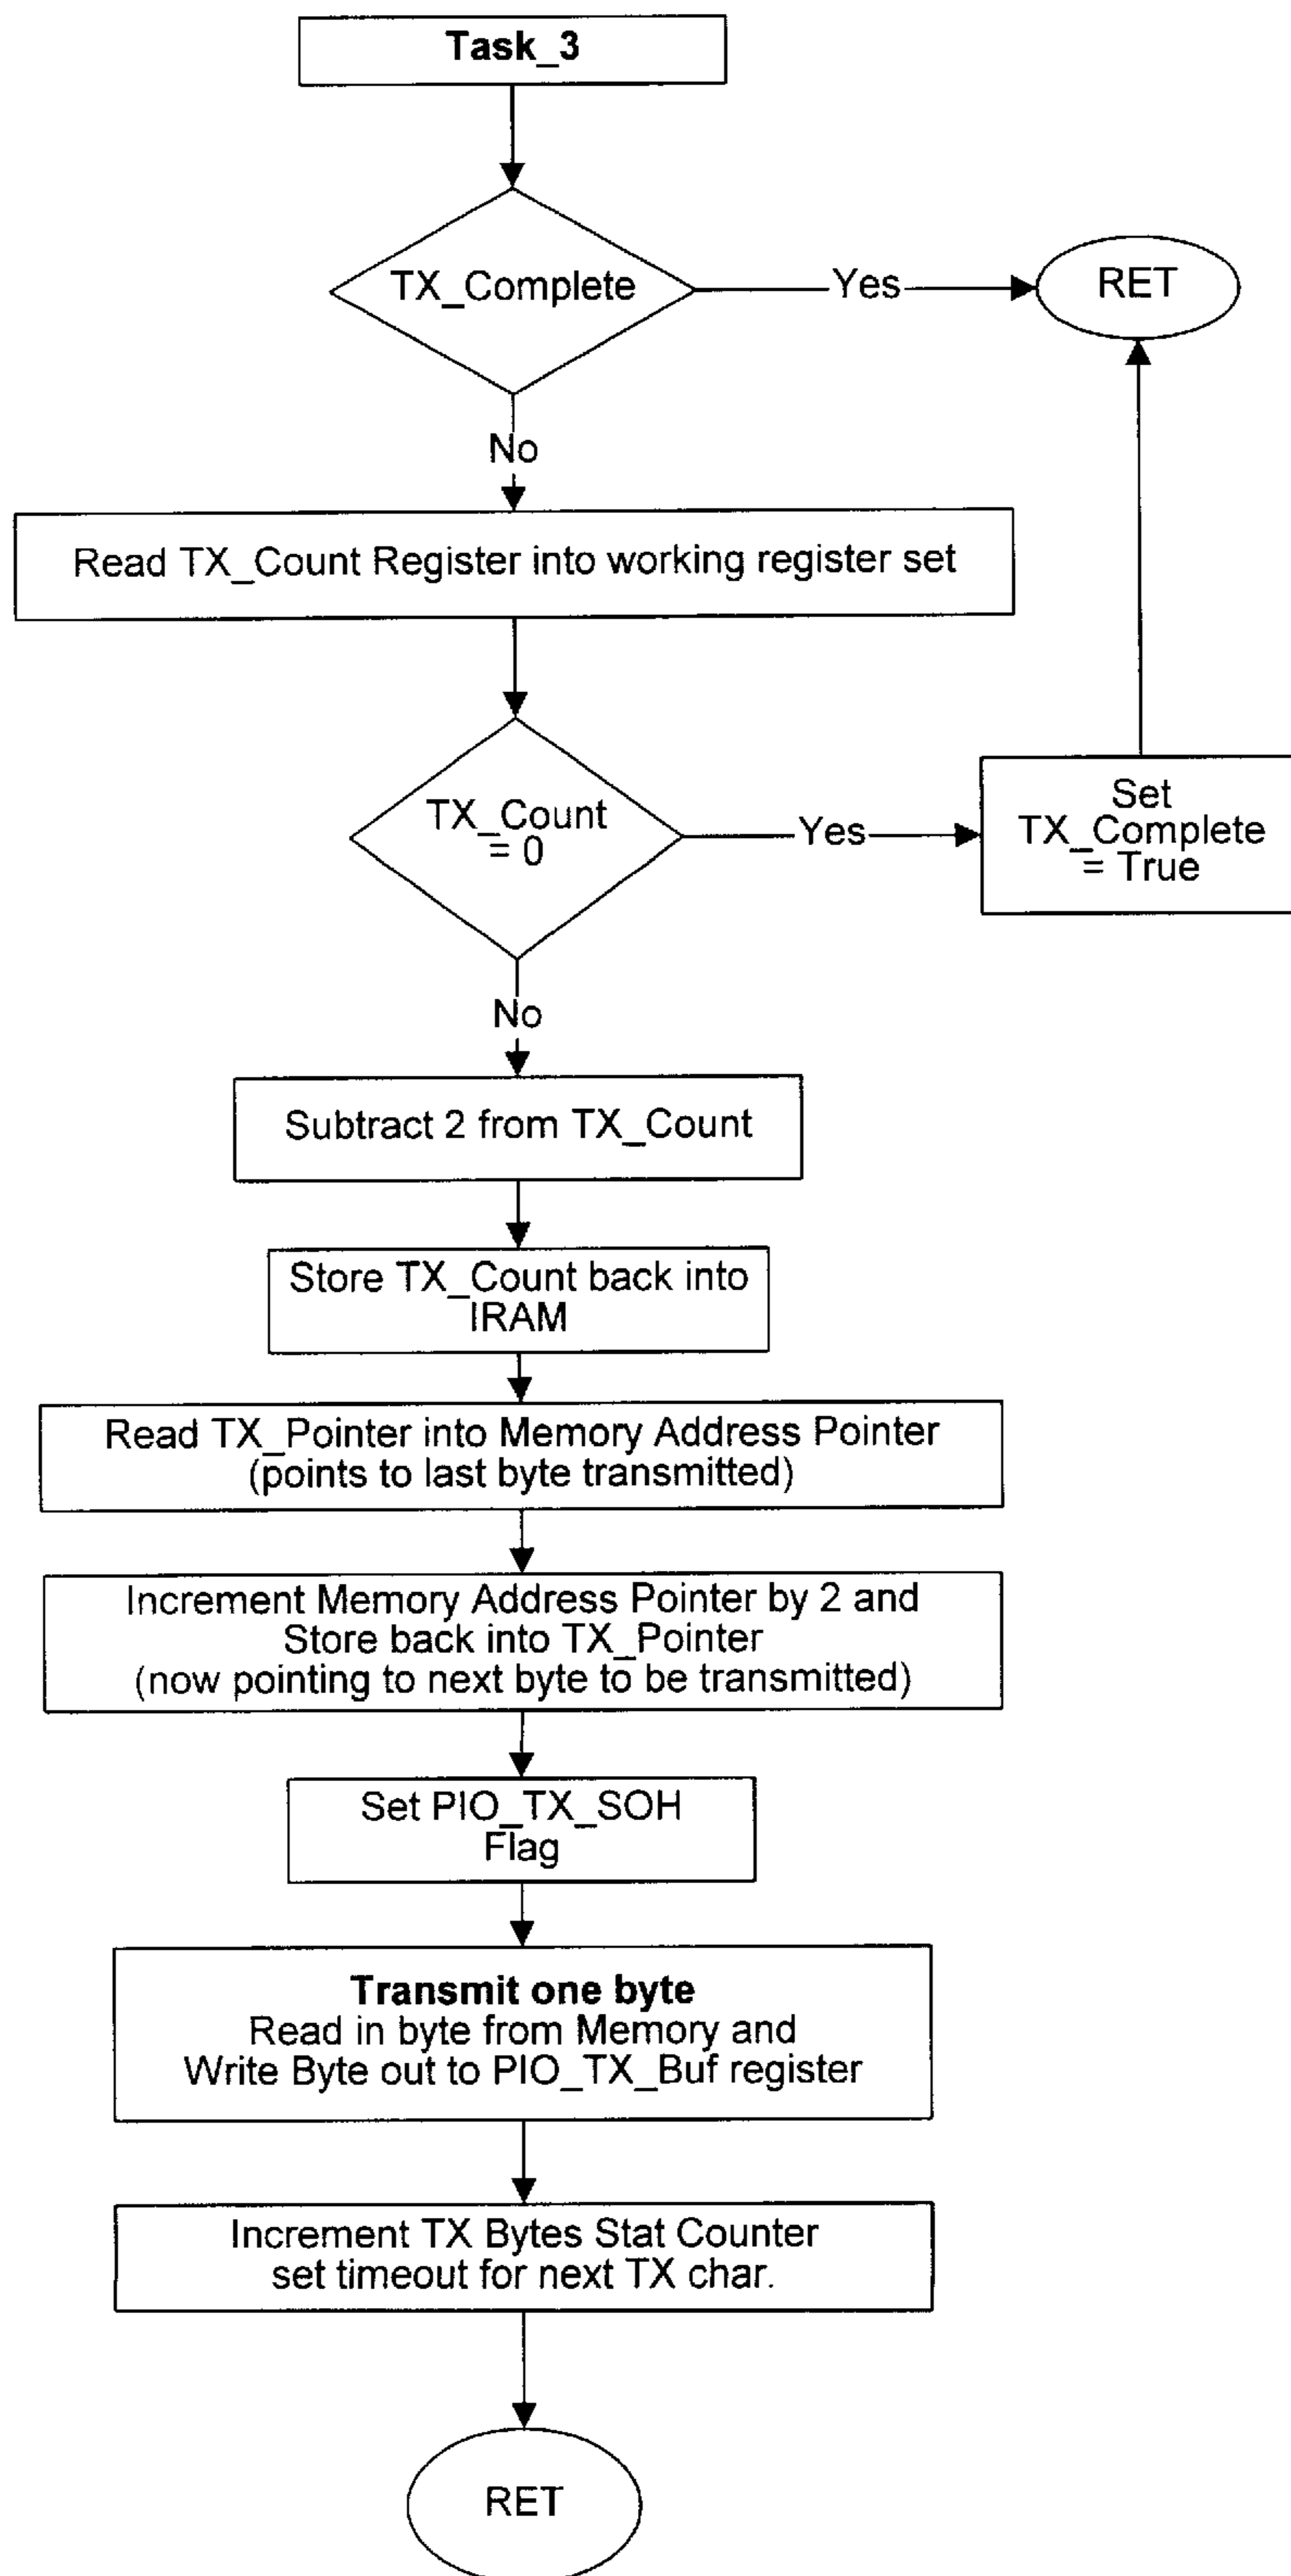 Task_3
TX_Complete
Yes
RET
No
Read TX_Count Register into working register set
TX_Count
= 0
Yes
Set
TX_Complete
= True
No
Subtract 2 from TX_Count
Store TX_Count back into
IRAM
Read TX_Pointer into Memory Address Pointer
(points to last byte transmitted)
Increment Memory Address Pointer by 2 and
Store back into TX_Pointer
(now pointing to next byte to be transmitted)
Set PIO_TX_SOH
Flag
Transmit one byte
Read in byte from Memory and
Write Byte out to PIO_TX_Buf register
Increment TX Bytes Stat Counter
set timeout for next TX char.
RET